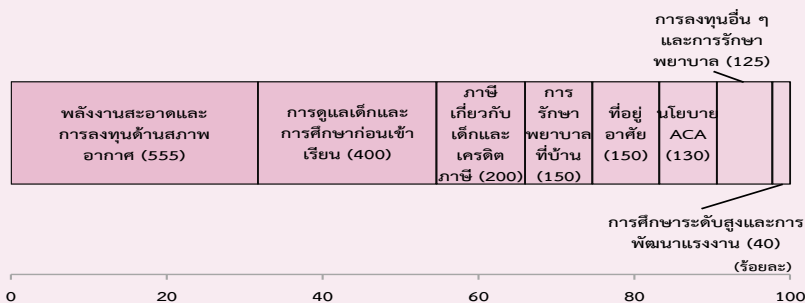 การลงทุนอื่น ๆ
และการรักษา
พยาบาล (125)
พลังงานสะอาดและ
การลงทุนด้านสภาพ
อากาศ (555)
การดูแลเด็กและ
การศึกษาก่อนเข้า
เรียน (400)
ภาษี
เกี่ยวกับ
เด็กและ
เครดิต
ภาษี (200)
การ
รักษา
พยาบาล
ที่บ้าน
(150)
ที่อยู่
อาศัย
(150)
นโยบาย
ACA
(130)
การศึกษาระดับสูงและการ
พัฒนาแรงงาน (40)
(ร้อยละ)
0 20 40 60 80 100